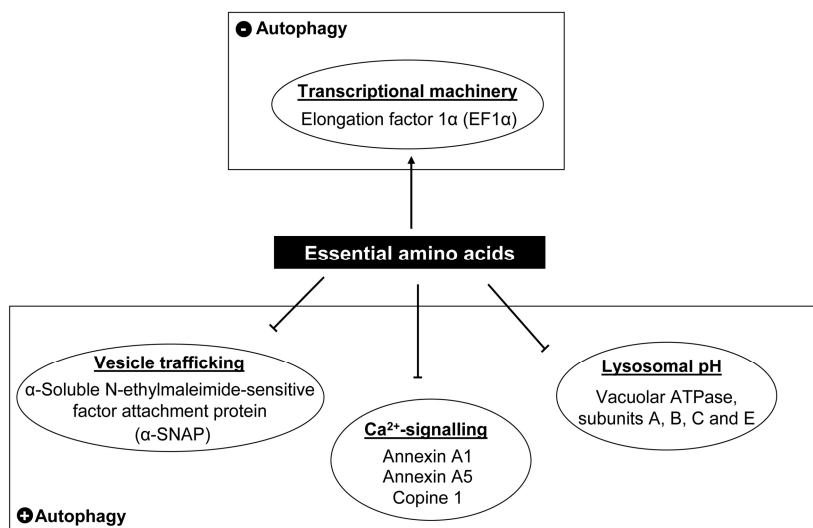 - Autophagy
Transcriptional machinery
Elongation factor 1α (EF1α)
Essential amino acids
Vesicle trafficking
α-Soluble N-ethylmaleimide-sensitive
factor attachment protein
(α-SNAP)
Ca²⁺-signalling
Annexin A1
Annexin A5
Copine 1
Lysosomal pH
Vacuolar ATPase,
subunits A, B, C and E
+ Autophagy